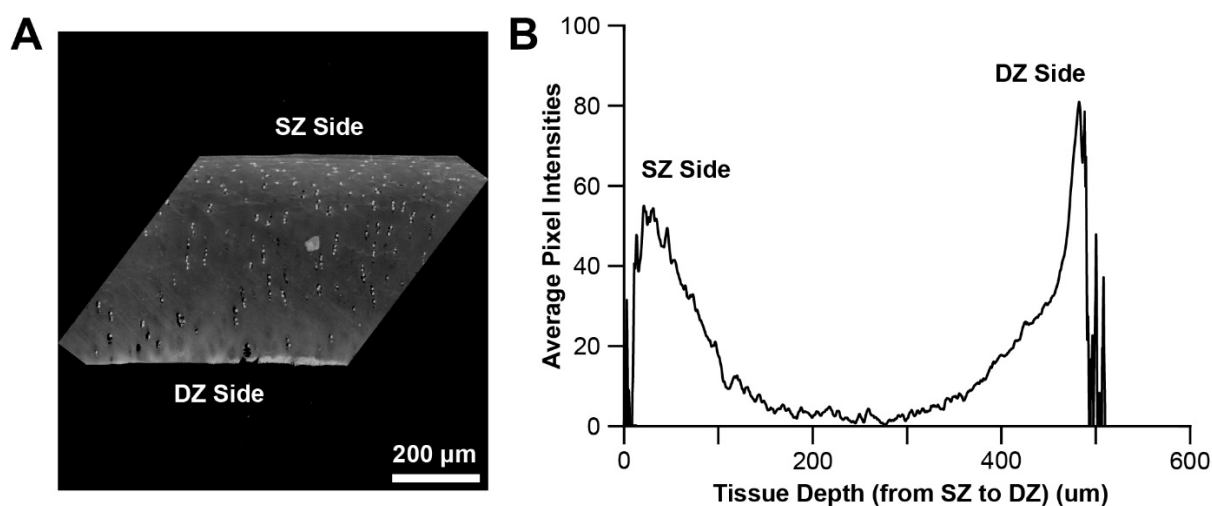 A
SZ Side
DZ Side
200 µm
B
Average Pixel Intensities
100
80
60
40
20
0
SZ Side
DZ Side
0
200
400
600
Tissue Depth (from SZ to DZ) (um)